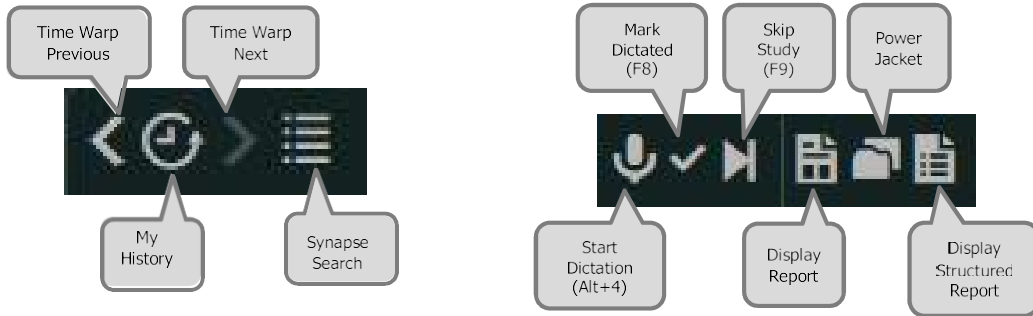 Time Warp
Previous
Time Warp
Next
Mark
Dictated
(F8)
Skip
Study
(F9)
Power
Jacket
My
History
Synapse
Search
Start
Dictation
(Alt+4)
Display
Report
Display
Structured
Report